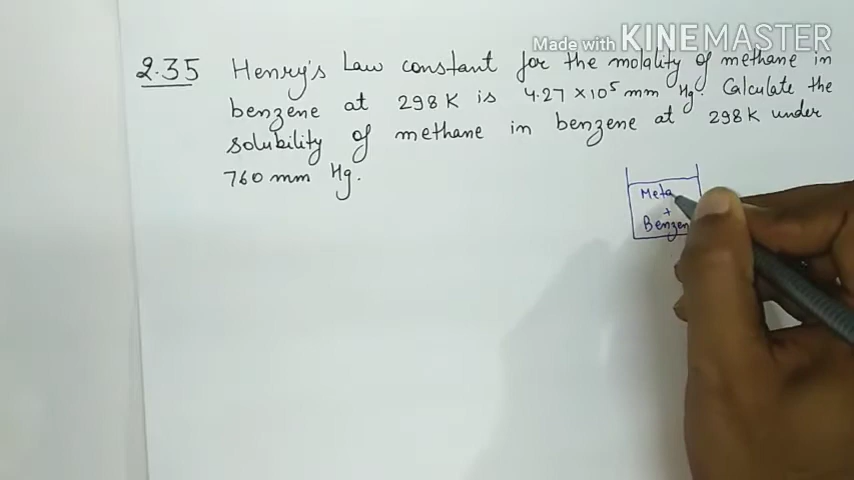 Made with KINEMASTER
2.35 Henry's Law constant for the molality of methane in
benzene at 298 K is 4.27 × 10⁵ mm Hg. Calculate the
solubility of methane in benzene at 298 K under
760 mm Hg.
Meta
+
Benzen